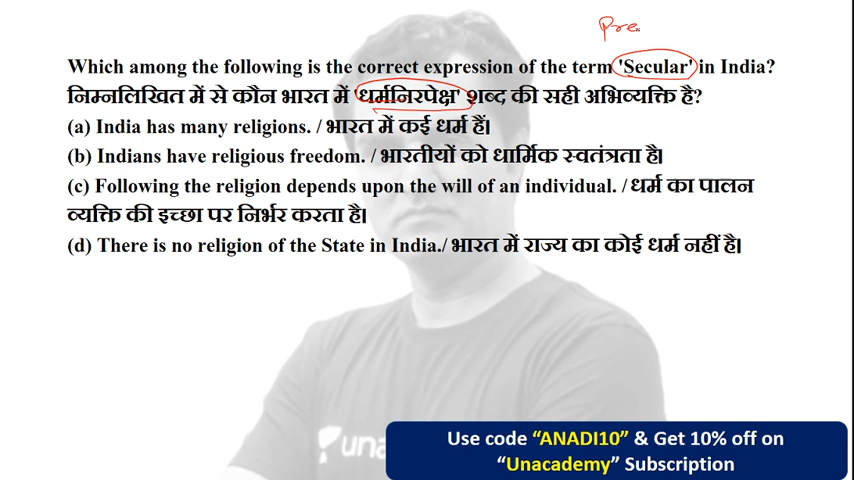 Pre
Which among the following is the correct expression of the term 'Secular' in India?
निम्नलिखित में से कौन भारत में 'धर्मनिरपेक्ष' शब्द की सही अभिव्यक्ति है?
(a) India has many religions. / भारत में कई धर्म हैं।
(b) Indians have religious freedom. / भारतीयों को धार्मिक स्वतंत्रता है।
(c) Following the religion depends upon the will of an individual. / धर्म का पालन
व्यक्ति की इच्छा पर निर्भर करता है।
(d) There is no religion of the State in India./ भारत में राज्य का कोई धर्म नहीं है।
una
Use code “ANADI10” & Get 10% off on
“Unacademy” Subscription